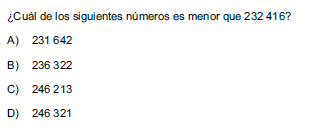 ¿Cuál de los siguientes números es menor que 232 416?
A) 231 642
B) 236 322
C) 246 213
D) 246 321